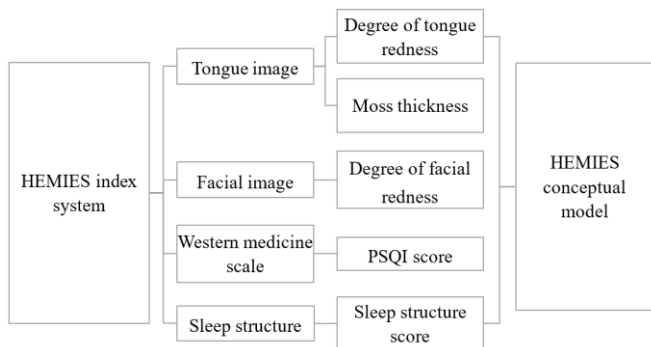 HEMIES index
system
Tongue image
Facial image
Western medicine
scale
Sleep structure
Degree of tongue
redness
Moss thickness
Degree of facial
redness
PSQI score
Sleep structure
score
HEMIES
conceptual
model